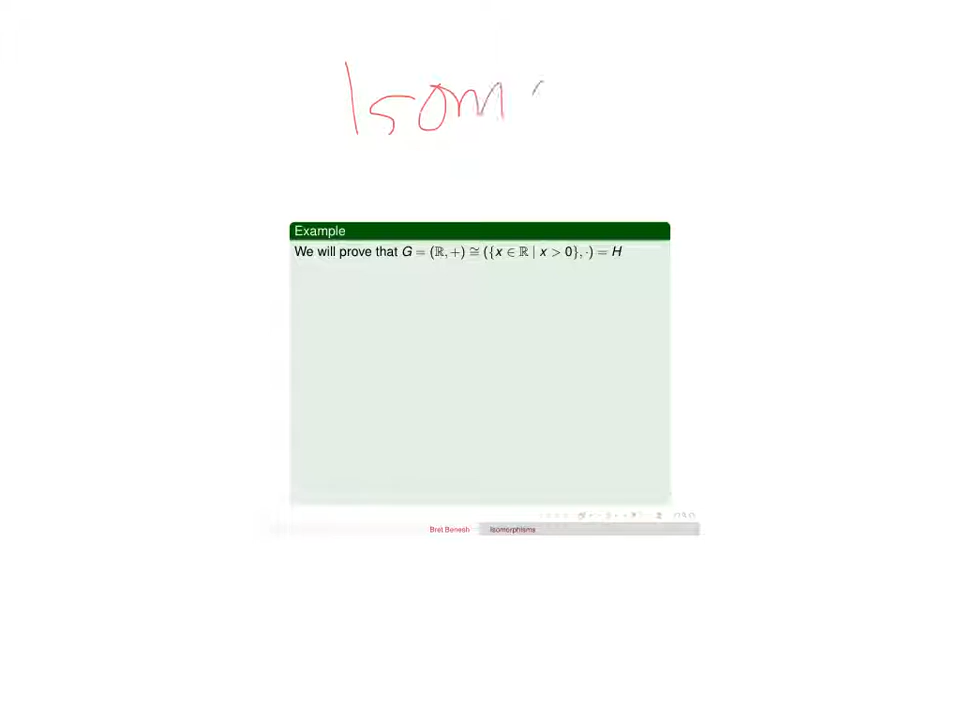 Isom
Example
We will prove that G = (ℝ, +) ≅ ({x ∈ ℝ | x > 0}, ·) = H
Bret Benesh Isomorphisms